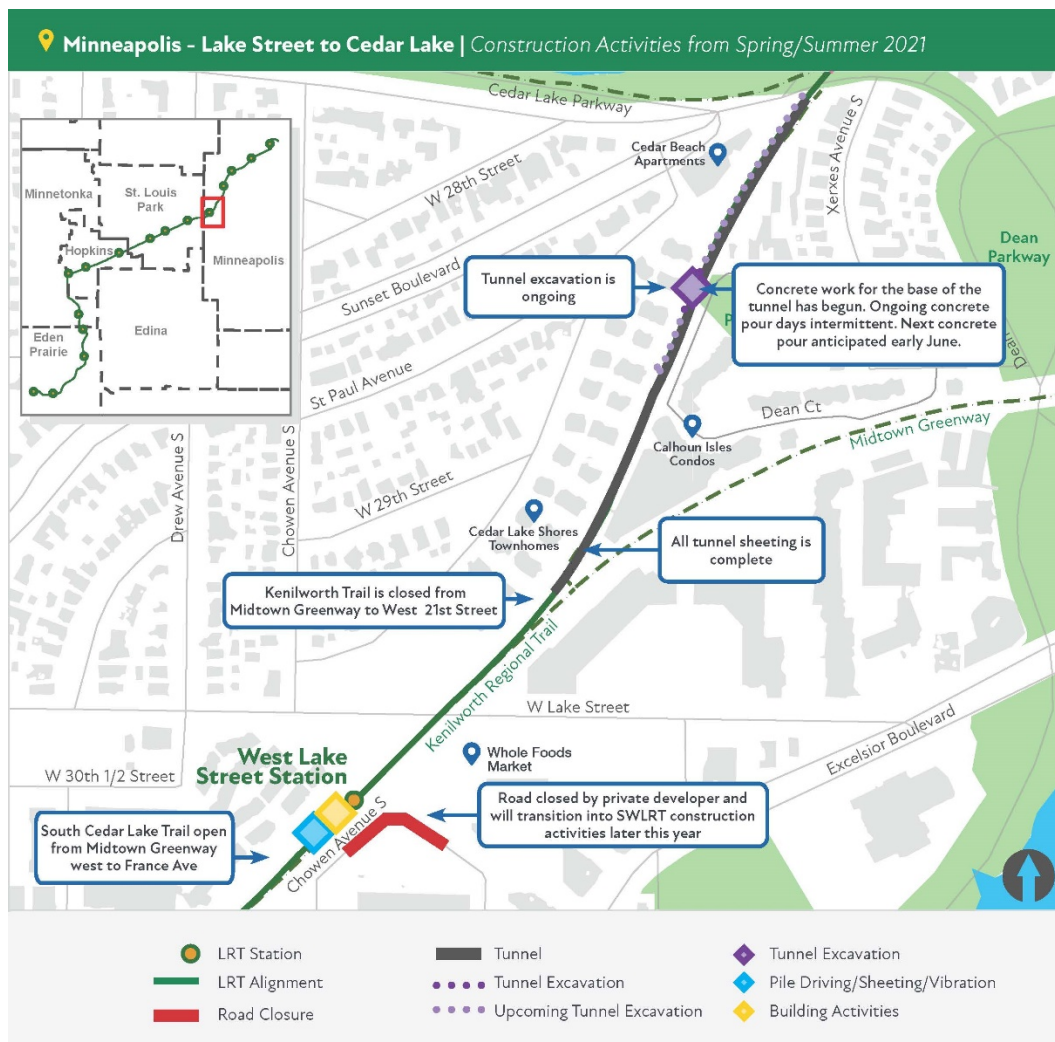 Minneapolis - Lake Street to Cedar Lake | Construction Activities from Spring/Summer 2021
Cedar Lake Parkway
Xerxes Avenue S
Cedar Beach
Apartments
W 28th Street
Minnetonka
St. Louis
Park
Hopkins
Minneapolis
Edina
Eden
Prairie
Dean
Parkway
Sunset Boulevard
Tunnel excavation is
ongoing
Concrete work for the base of the
tunnel has begun. Ongoing concrete
pour days intermittent. Next concrete
pour anticipated early June.
St Paul Avenue
Dean Ct
Midtown Greenway
Calhoun Isles
Condos
Drew Avenue S
Chowen Avenue S
W 29th Street
Cedar Lake Shores
Townhomes
All tunnel sheeting is
complete
Kenilworth Trail is closed from
Midtown Greenway to West 21st Street
Kenilworth Regional Trail
W Lake Street
Excelsior Boulevard
West Lake
Street Station
W 30th 1/2 Street
Whole Foods
Market
Road closed by private developer and
will transition into SWLRT construction
activities later this year
South Cedar Lake Trail open
from Midtown Greenway
west to France Ave
Chowen Avenue S
LRT Station
LRT Alignment
Road Closure
Tunnel
Tunnel Excavation
Upcoming Tunnel Excavation
Tunnel Excavation
Pile Driving/Sheeting/Vibration
Building Activities